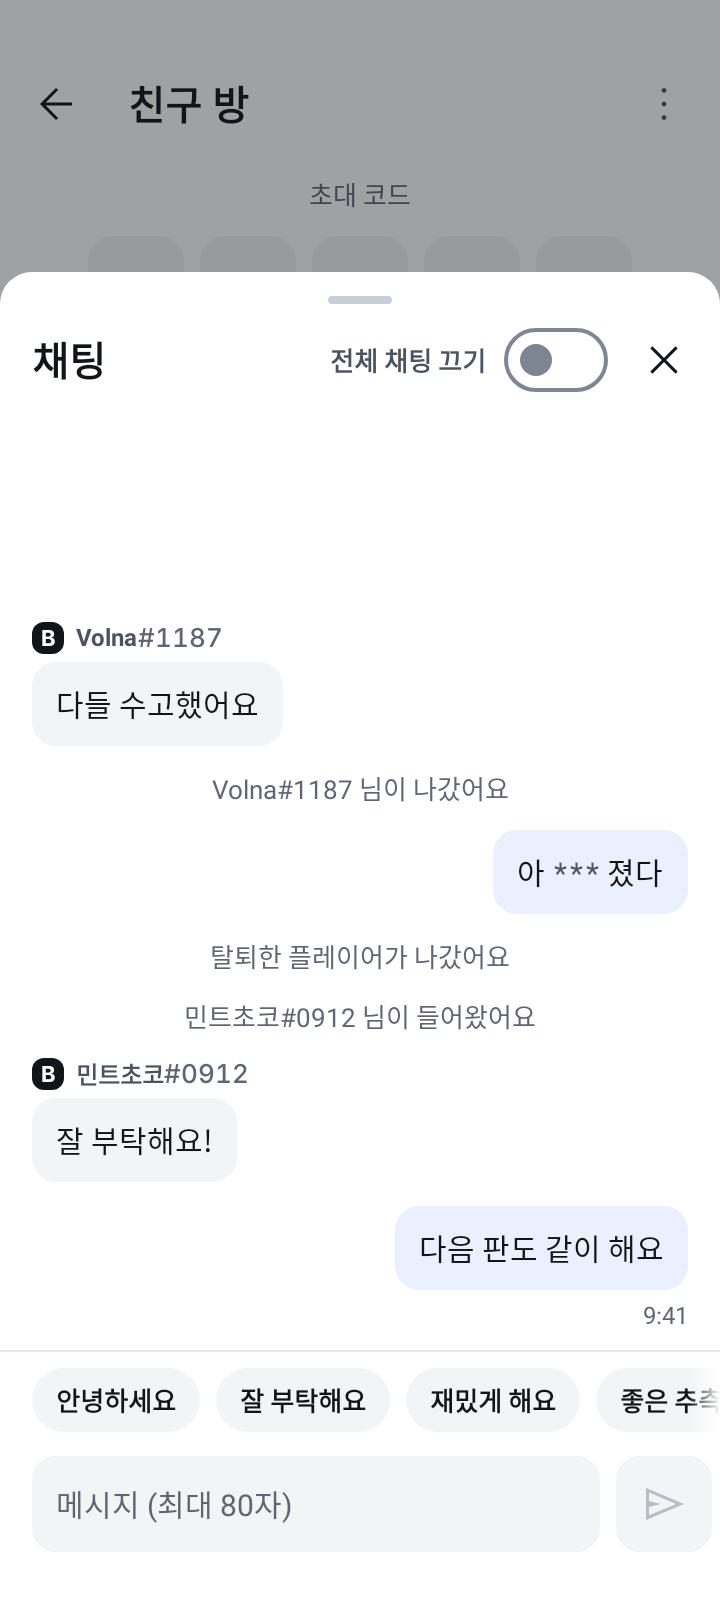 친구 방
초대 코드
채팅
전체 채팅 끄기
B Volna#1187
다들 수고했어요
Volna#1187 님이 나갔어요
아 *** 졌다
탈퇴한 플레이어가 나갔어요
민트초코#0912 님이 들어왔어요
B 민트초코#0912
잘 부탁해요!
다음 판도 같이 해요
9:41
안녕하세요 잘 부탁해요 재밌게 해요 좋은 추측
메시지 (최대 80자)